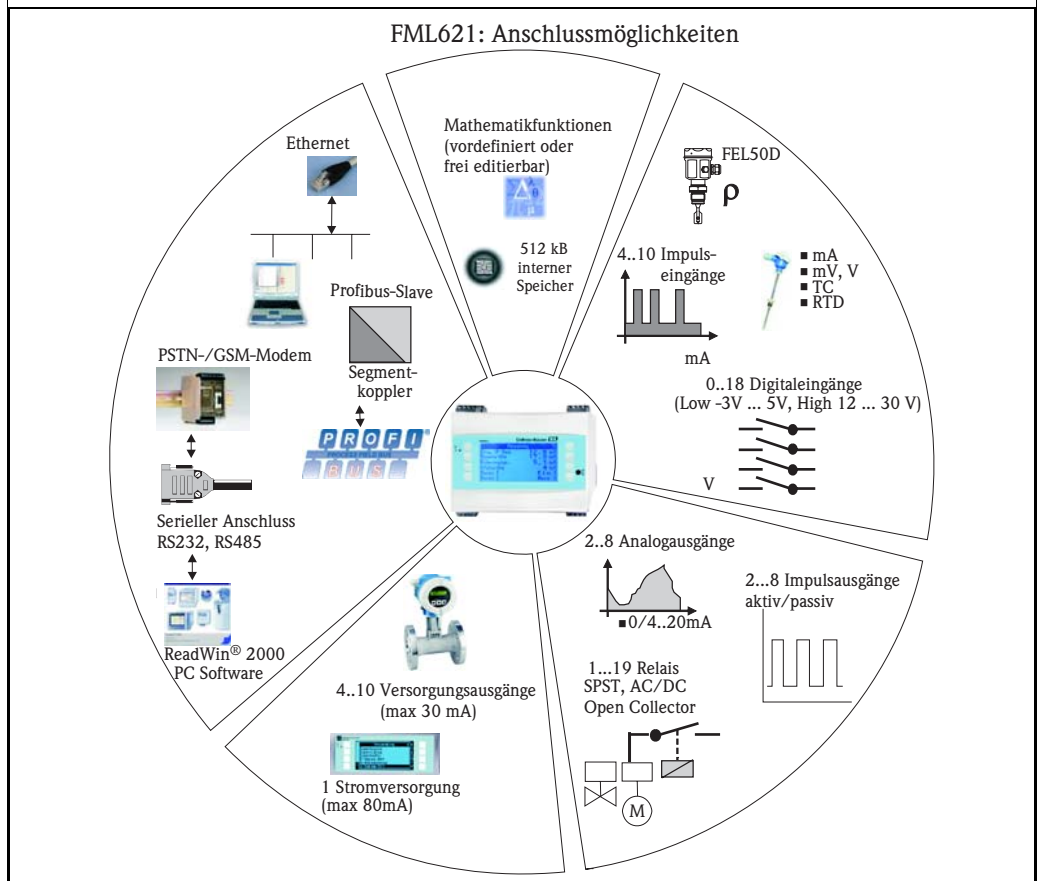 FML621: Anschlussmöglichkeiten
Mathematikfunktionen
(vordefiniert oder
frei editierbar)
512 kB
interner
Speicher
FEL50D
ρ
4..10 Impuls-
eingänge
mA
■ mA
■ mV, V
■ TC
■ RTD
0..18 Digitaleingänge
(Low -3V ... 5V, High 12 ... 30 V)
V
2..8 Analogausgänge
■ 0/4..20mA
2...8 Impulsausgänge
aktiv/passiv
1...19 Relais
SPST, AC/DC
Open Collector
M
4..10 Versorgungsausgänge
(max 30 mA)
1 Stromversorgung
(max 80mA)
Ethernet
Profibus-Slave
Segment-
koppler
PROFI®
PROCESS FIELD BUS
BUS
PSTN-/GSM-Modem
Serieller Anschluss
RS232, RS485
ReadWin® 2000
PC Software